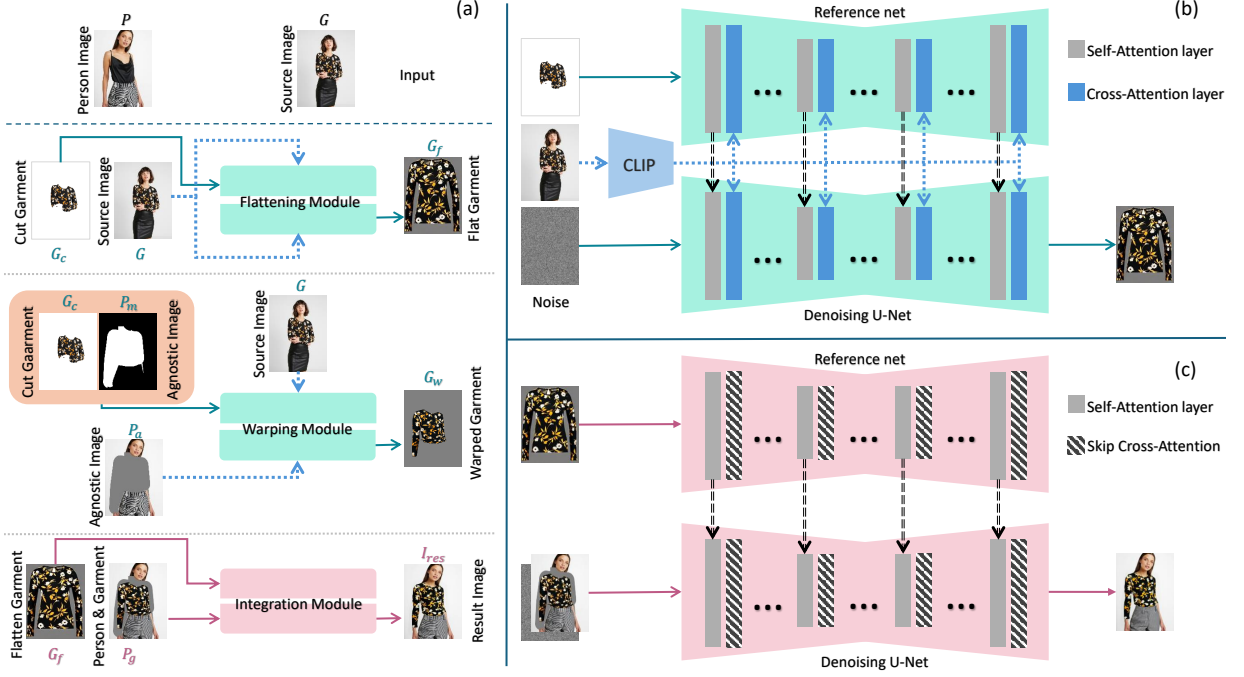 (a)
P
G
Person Image
Source Image
Input
Cut Garment
Source Image
G_f
Flattening Module
Flat Garment
G_c
G
G_c
P_m
Cut Gaarment
Agnostic Image
G
Source Image
G_w
Warping Module
Warped Garment
P_a
Agnostic Image
Flatten Garment
Person & Garment
I_res
Integration Module
Result Image
G_f
P_g
(b)
Reference net
Self-Attention layer
Cross-Attention layer
CLIP
Noise
Denoising U-Net
(c)
Reference net
Self-Attention layer
Skip Cross-Attention
Denoising U-Net